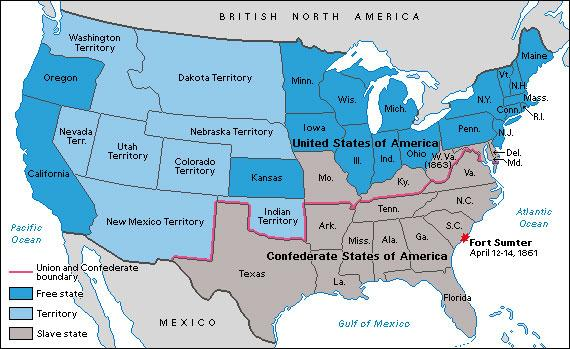 BRITISH NORTH AMERICA
Washington
Territory
Oregon
Dakota Territory
Minn.
Wis.
Mich.
Maine
Vt.
N.H.
Mass.
N.Y.
Conn.
R.I.
Nevada
Terr.
Utah
Territory
Nebraska Territory
Iowa
United States of America
Penn.
N.J.
California
Colorado
Territory
Kansas
Mo.
Ill.
Ind.
Ohio
W. Va.
(1863)
Del.
Md.
Ky.
Va.
New Mexico Territory
Indian
Territory
Ark.
Tenn.
N.C.
Pacific
Ocean
Atlantic
Ocean
Miss.
Ala.
Ga.
S.C.
Fort Sumter
April 12-14, 1861
Confederate States of America
Texas
La.
Florida
Union and Confederate
boundary
Free state
Territory
Slave state
MEXICO
Gulf of Mexico